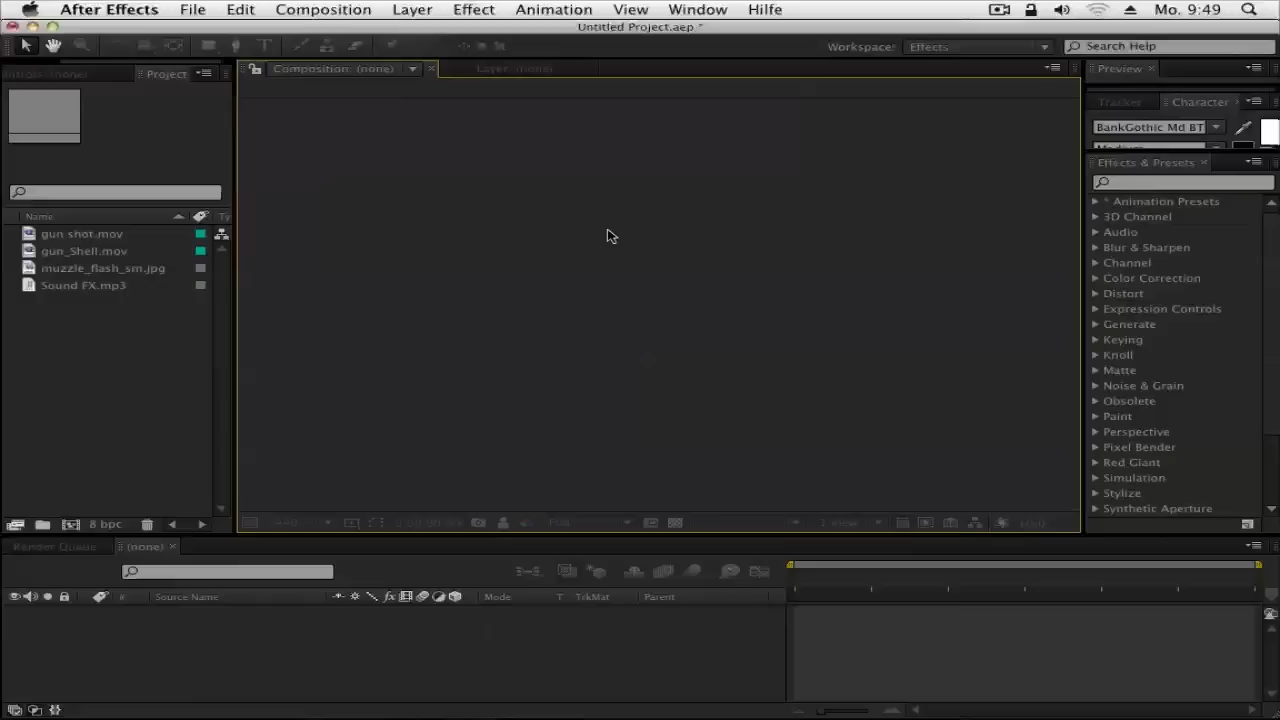 After Effects File Edit Composition Layer Effect Animation View Window Hilfe Mo. 9:49
Untitled Project.aep *
Workspace: Effects Search Help
Project Composition: (none) Layer: (none) Preview
Tracker Character
BankGothic Md BT
Effects & Presets
Name Ty
gun shot.mov
gun_Shell.mov
muzzle_flash_sm.jpg
Sound FX.mp3
* Animation Presets
3D Channel
Audio
Blur & Sharpen
Channel
Color Correction
Distort
Expression Controls
Generate
Keying
Knoll
Matte
Noise & Grain
Obsolete
Paint
Perspective
Pixel Bender
Red Giant
Simulation
Stylize
Synthetic Aperture
8 bpc
Render Queue (none)
# Source Name fx Mode T TrkMat Parent